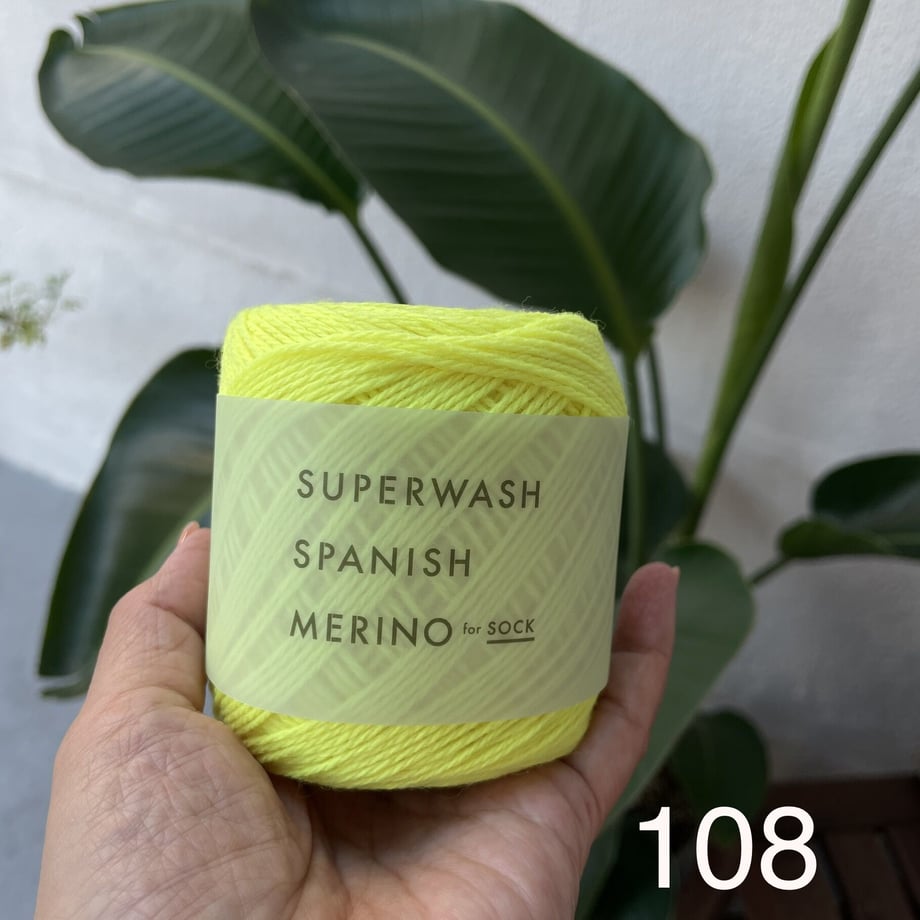 SUPERWASH
SPANISH
MERINO for SOCK
108